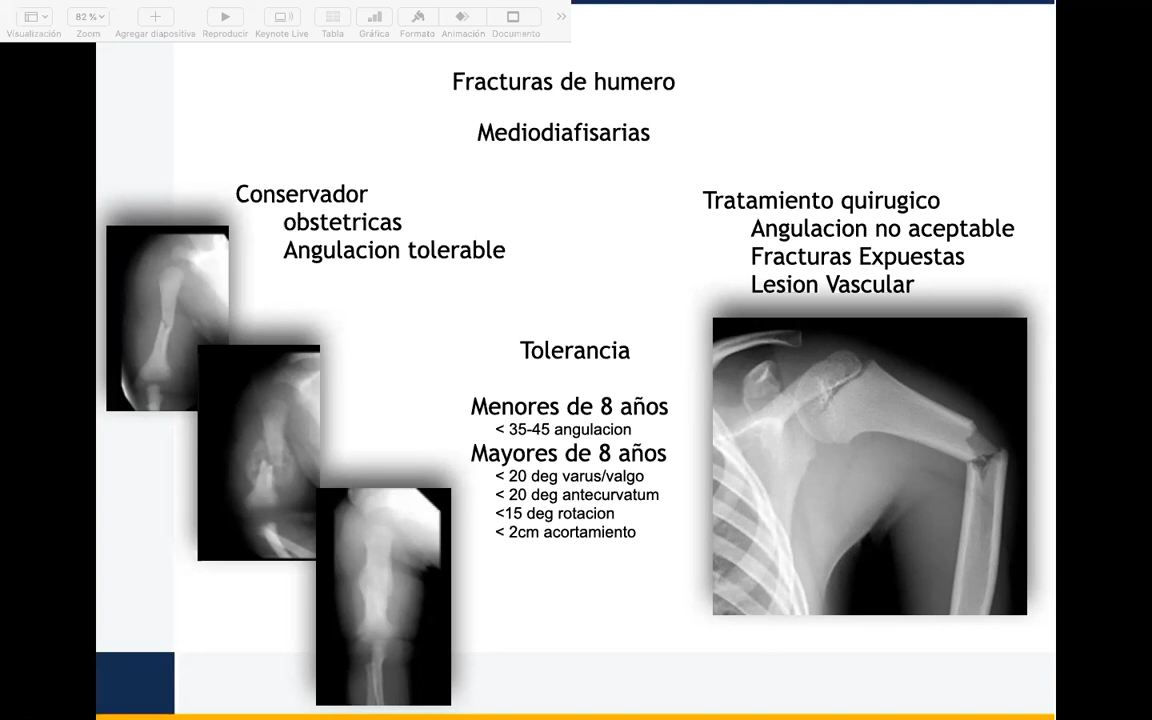 82 %
Visualización
Zoom
Agregar diapositiva
Reproducir
Keynote Live
Tabla
Gráfica
Formato
Animación
Documento
Fracturas de humero
Mediodiafisarias
Conservador
obstetricas
Angulacion tolerable
Tratamiento quirugico
Angulacion no aceptable
Fracturas Expuestas
Lesion Vascular
Tolerancia
Menores de 8 años
< 35-45 angulacion
Mayores de 8 años
< 20 deg varus/valgo
< 20 deg antecurvatum
<15 deg rotacion
< 2cm acortamiento